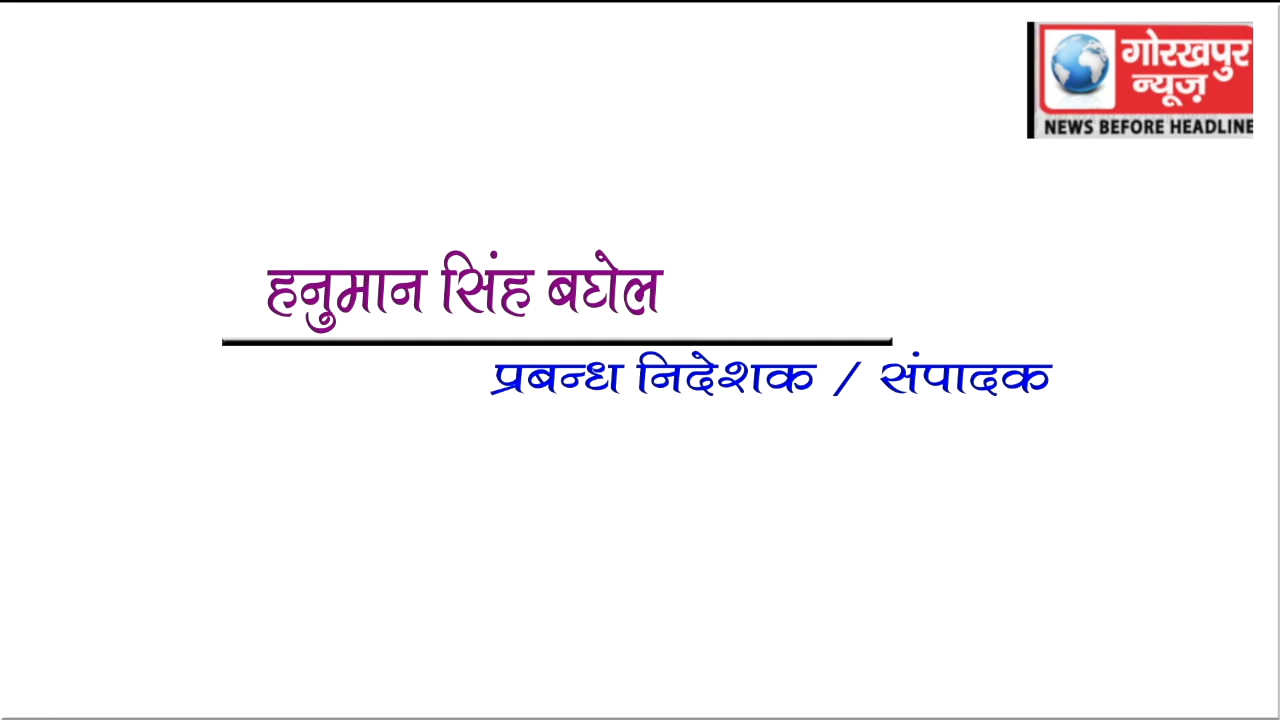 गोरखपुर
न्यूज़
NEWS BEFORE HEADLINE
हनुमान सिंह बघेल
प्रबन्ध निदेशक / संपादक